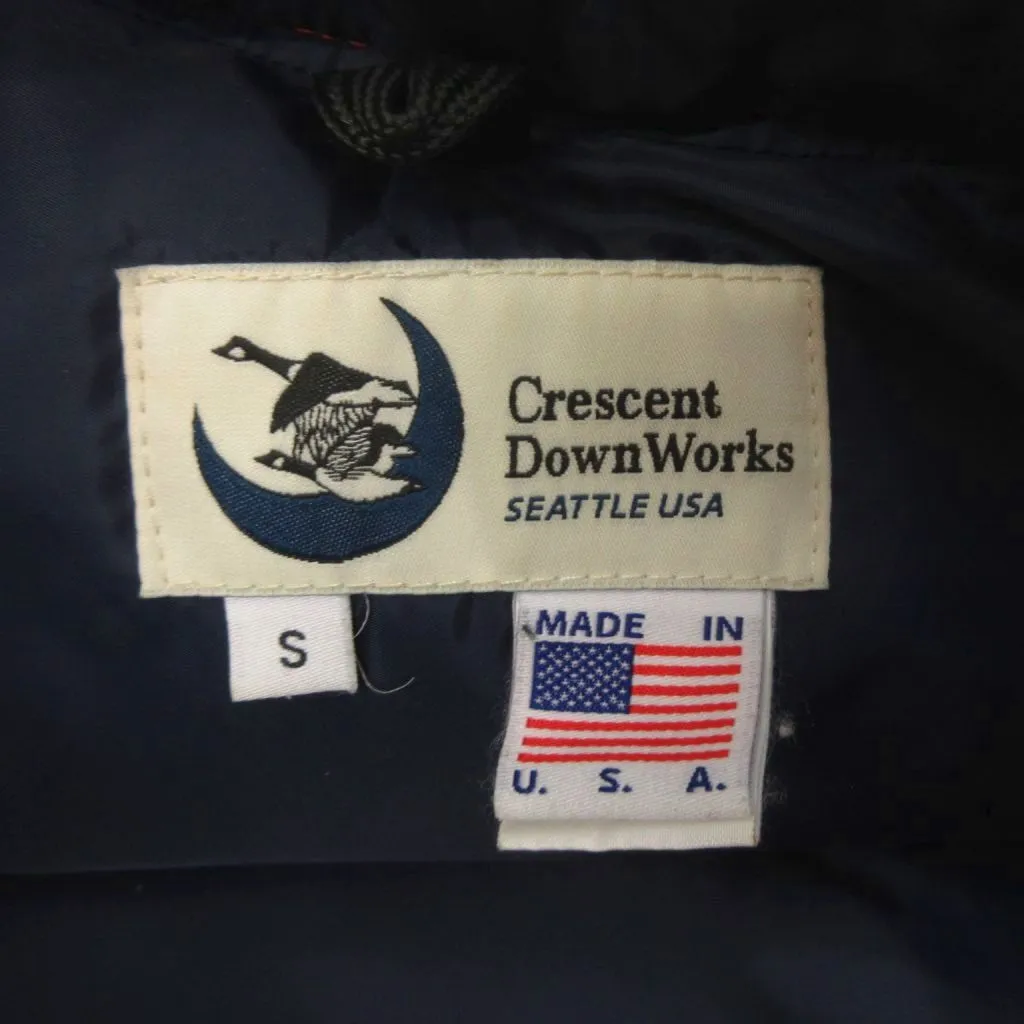 Crescent
DownWorks
SEATTLE USA
S
MADE IN
U. S. A.